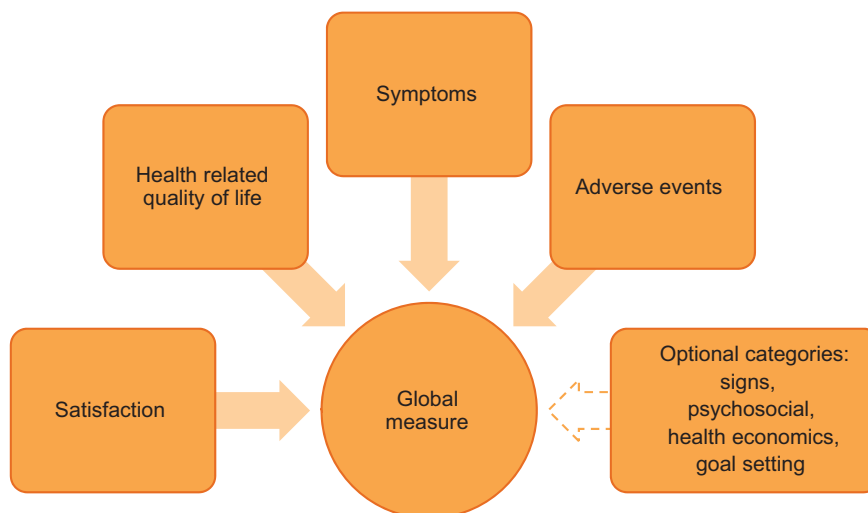 Symptoms
Health related
quality of life
Adverse events
Satisfaction
Global
measure
Optional categories:
signs,
psychosocial,
health economics,
goal setting